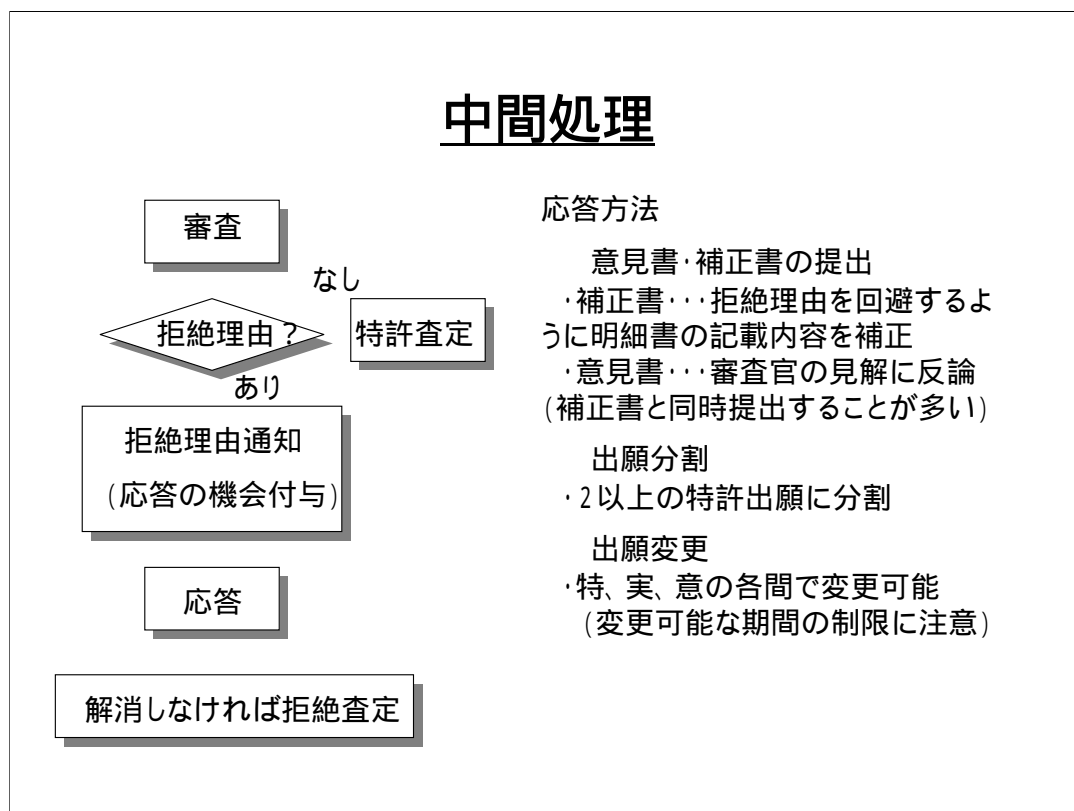 中間処理
審査
なし
拒絶理由？
特許査定
あり
拒絶理由通知
(応答の機会付与)
応答
解消しなければ拒絶査定
応答方法
意見書・補正書の提出
・補正書・・・拒絶理由を回避するよ
うに明細書の記載内容を補正
・意見書・・・審査官の見解に反論
(補正書と同時提出することが多い)
出願分割
・2以上の特許出願に分割
出願変更
・特、実、意の各間で変更可能
(変更可能な期間の制限に注意)